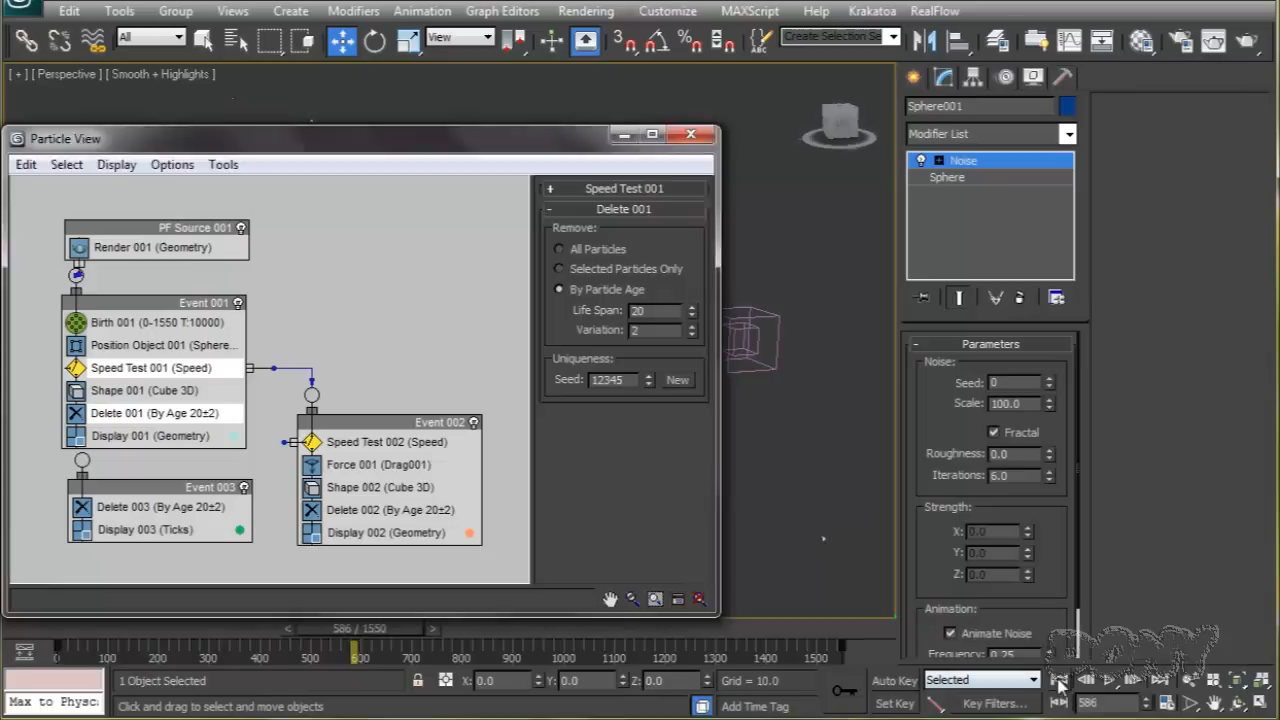 Edit Tools Group Views Create Modifiers Animation Graph Editors Rendering Customize MAXScript Help Krakatoa RealFlow
All View Create Selection Se
[ + ] [ Perspective ] [ Smooth + Highlights ]
Sphere001
Modifier List
Noise
Sphere
Particle View
Edit Select Display Options Tools
PF Source 001
Render 001 (Geometry)
Event 001
Birth 001 (0-1550 T:10000)
Position Object 001 (Sphere...
Speed Test 001 (Speed)
Shape 001 (Cube 3D)
Delete 001 (By Age 20±2)
Display 001 (Geometry)
Event 003
Delete 003 (By Age 20±2)
Display 003 (Ticks)
Event 002
Speed Test 002 (Speed)
Force 001 (Drag001)
Shape 002 (Cube 3D)
Delete 002 (By Age 20±2)
Display 002 (Geometry)
+ Speed Test 001
- Delete 001
Remove:
All Particles
Selected Particles Only
By Particle Age
Life Span: 20
Variation: 2
Uniqueness:
Seed: 12345 New
- Parameters
Noise:
Seed: 0
Scale: 100.0
Fractal
Roughness: 0.0
Iterations: 6.0
Strength:
X: 0.0
Y: 0.0
Z: 0.0
Animation:
Animate Noise
Frequency: 0.25
< 586 / 1550 >
0 100 200 300 400 500 600 700 800 900 1000 1100 1200 1300 1400 1500
1 Object Selected X: 0.0 Y: 0.0 Z: 0.0 Grid = 10.0 Auto Key Selected
Max to Physca Click and drag to select and move objects Add Time Tag Set Key Key Filters... 586